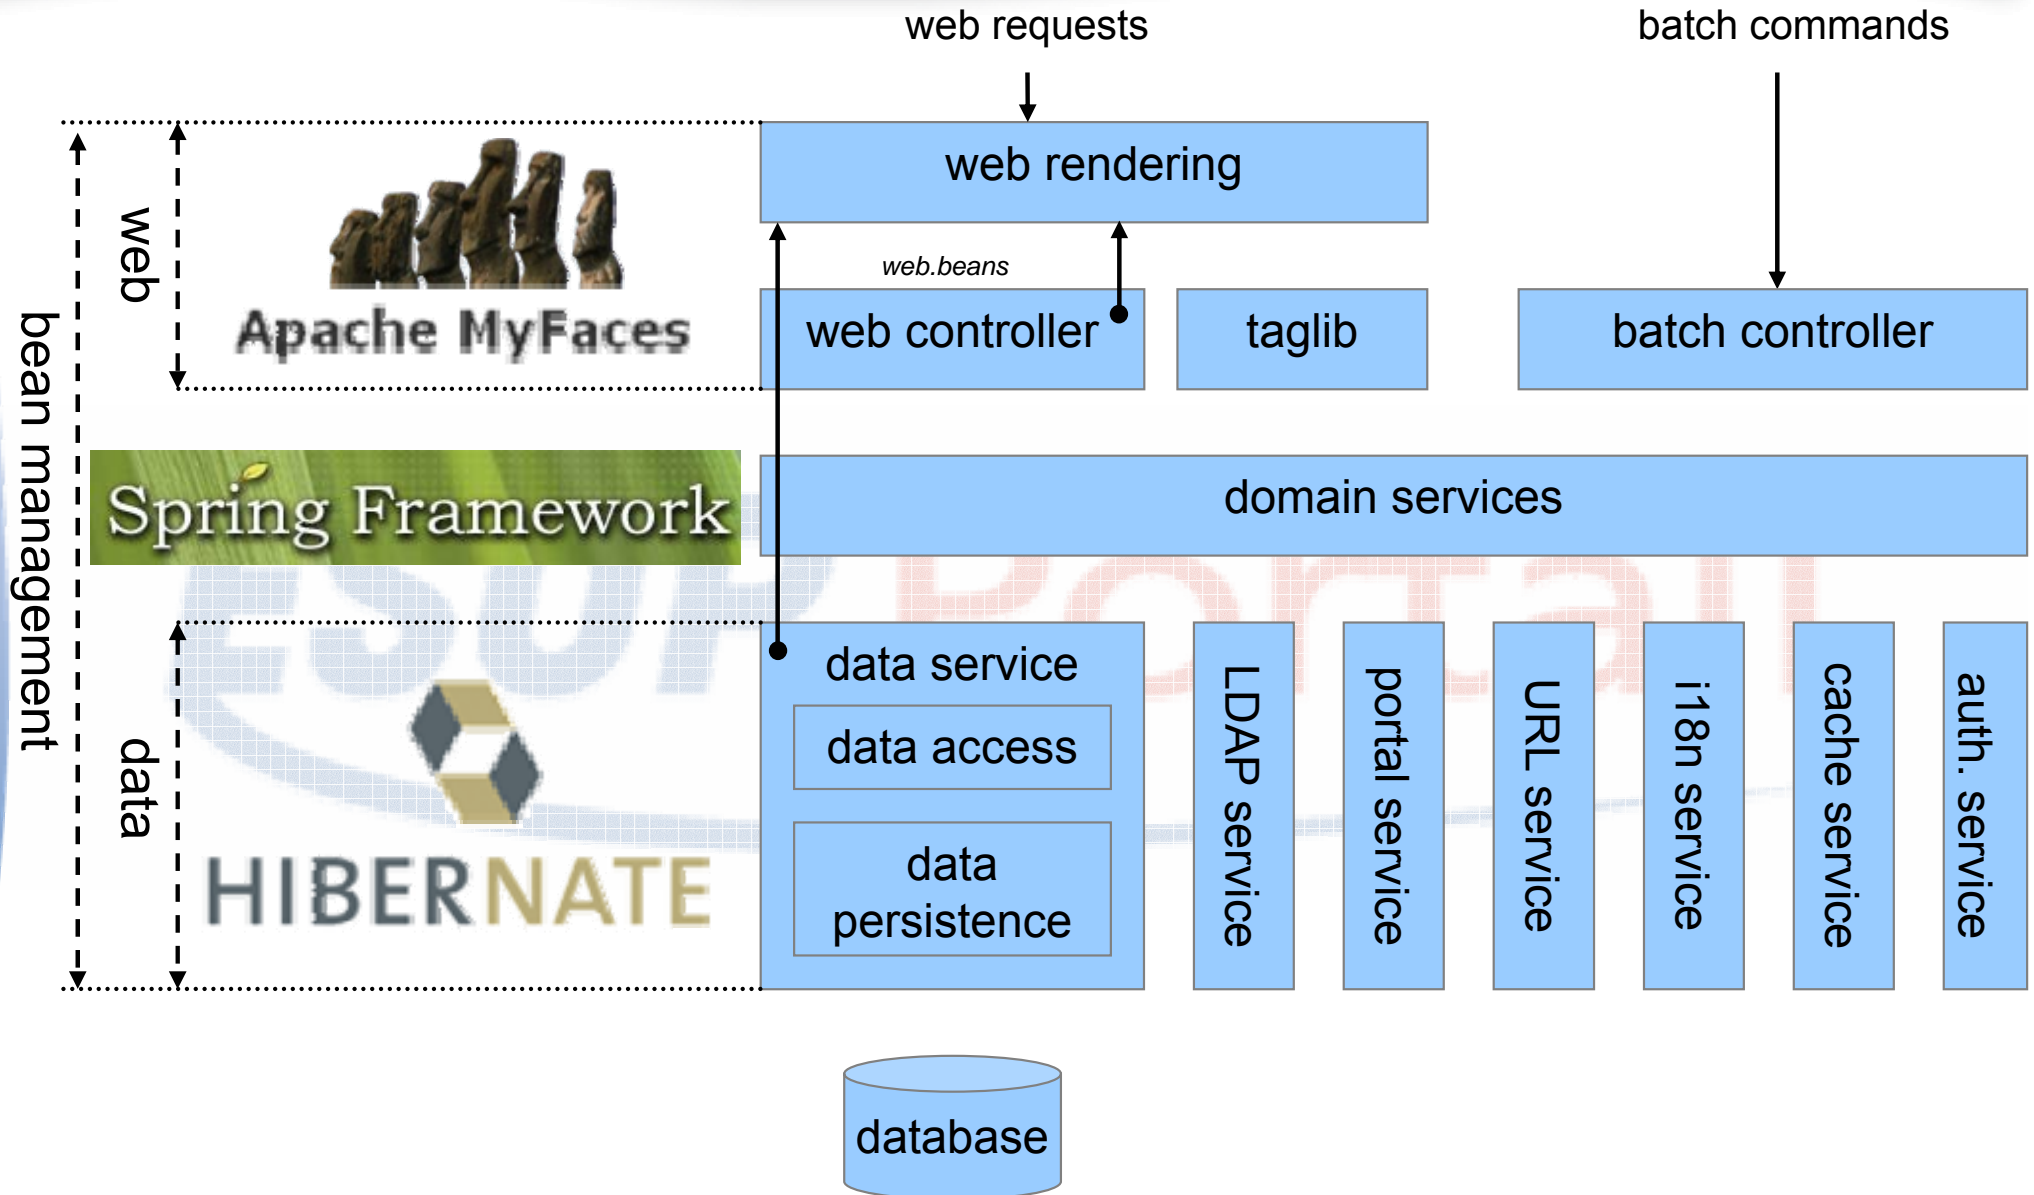 web requests
batch commands
web rendering
web
web.beans
Apache MyFaces
web controller
taglib
batch controller
bean management
Spring Framework
domain services
ESUP Portail
data service
data access
data
persistence
data
HIBERNATE
LDAP service
portal service
URL service
i18n service
cache service
auth. service
database